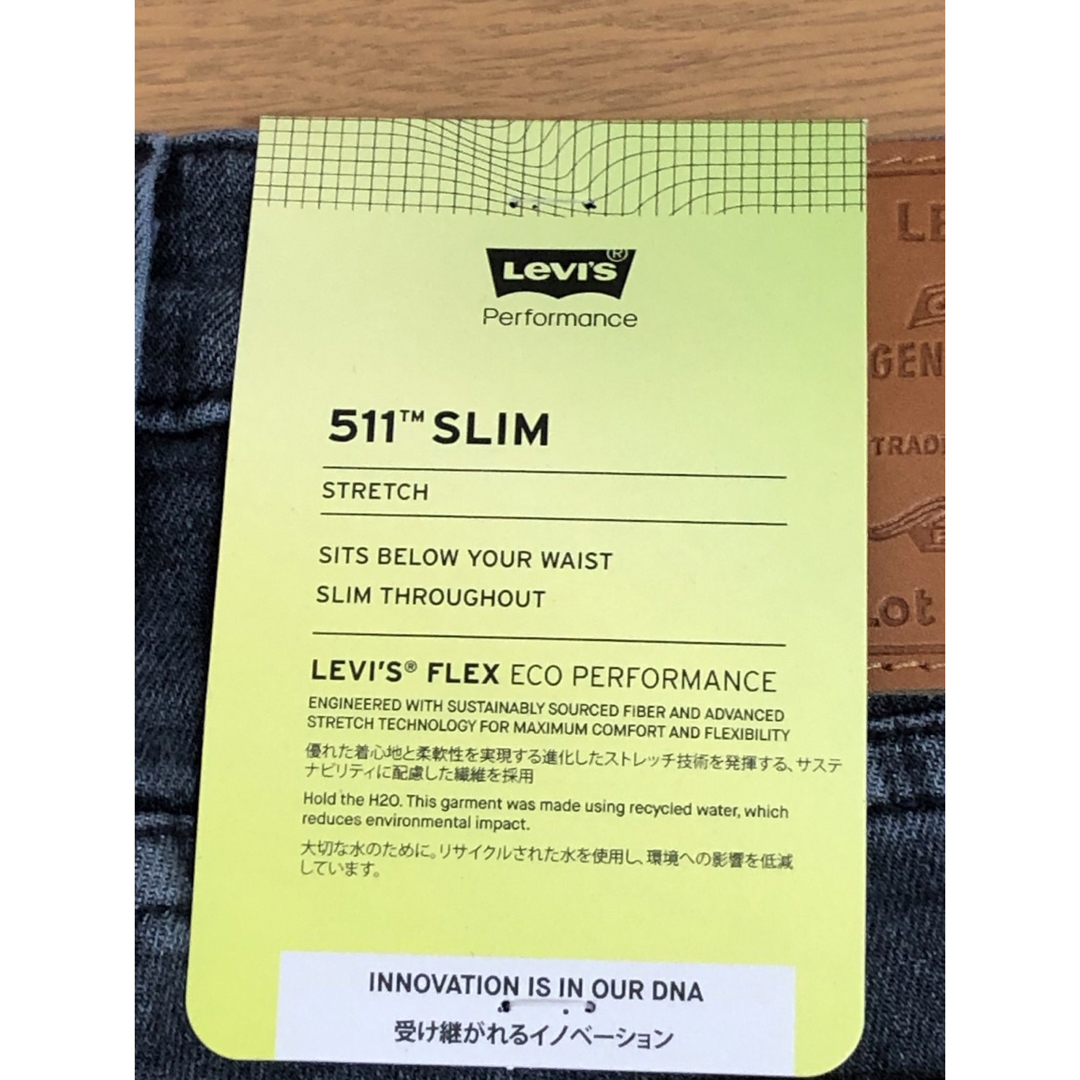 LEVI'S®
Performance
511™ SLIM
STRETCH
SITS BELOW YOUR WAIST
SLIM THROUGHOUT
LEVI'S® FLEX ECO PERFORMANCE
ENGINEERED WITH SUSTAINABLY SOURCED FIBER AND ADVANCED
STRETCH TECHNOLOGY FOR MAXIMUM COMFORT AND FLEXIBILITY
優れた着心地と柔軟性を実現する進化したストレッチ技術を発揮する、サステ
ナビリティに配慮した繊維を採用
Hold the H2O. This garment was made using recycled water, which
reduces environmental impact.
大切な水のために。リサイクルされた水を使用し、環境への影響を低減
しています。
INNOVATION IS IN OUR DNA
受け継がれるイノベーション
LE
GEN
TRAD
Lot